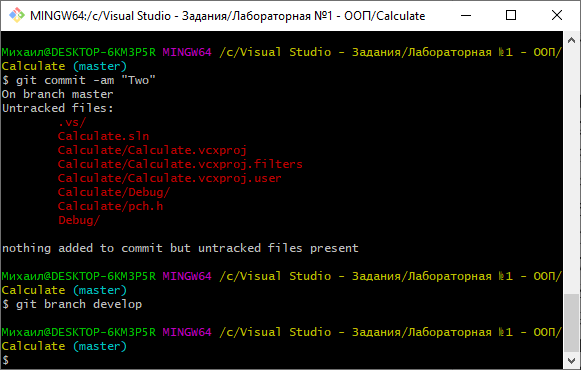 MINGW64:/c/Visual Studio - Задания/Лабораторная №1 - ООП/Calculate
Михаил@DESKTOP-6KM3P5R MINGW64 /c/Visual Studio - Задания/Лабораторная №1 - ООП/
Calculate (master)
$ git commit -am "Two"
On branch master
Untracked files:
.vs/
Calculate.sln
Calculate/Calculate.vcxproj
Calculate/Calculate.vcxproj.filters
Calculate/Calculate.vcxproj.user
Calculate/Debug/
Calculate/pch.h
Debug/
nothing added to commit but untracked files present
Михаил@DESKTOP-6KM3P5R MINGW64 /c/Visual Studio - Задания/Лабораторная №1 - ООП/
Calculate (master)
$ git branch develop
Михаил@DESKTOP-6KM3P5R MINGW64 /c/Visual Studio - Задания/Лабораторная №1 - ООП/
Calculate (master)
$